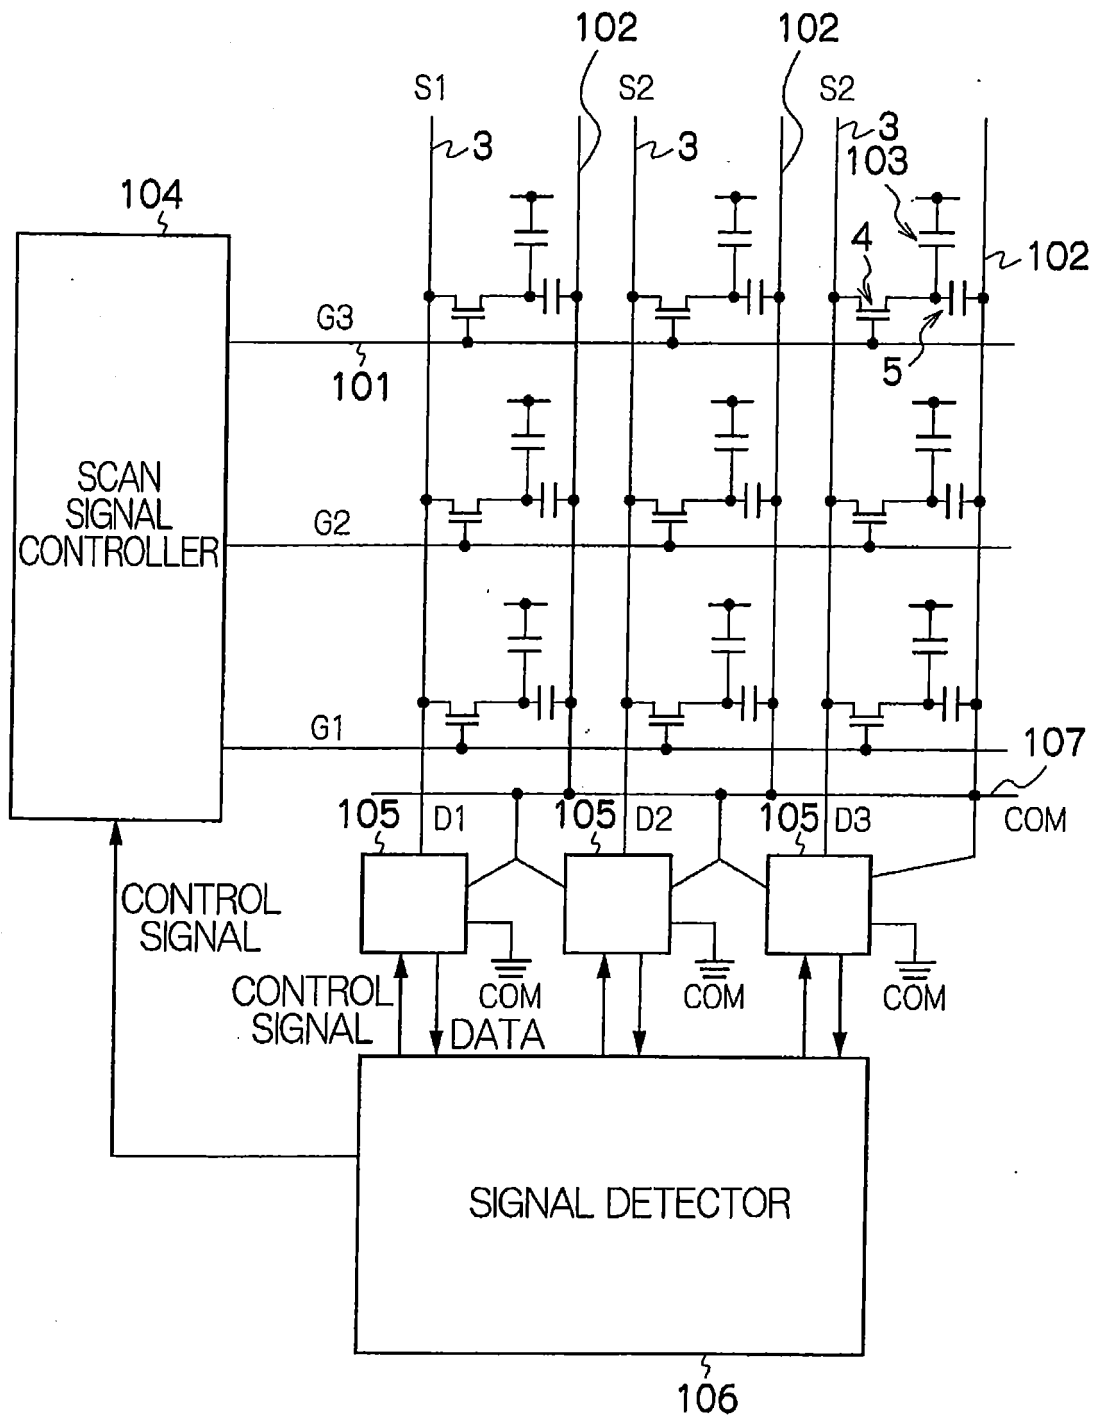 102
102
S1
S2
S2
3
3
3
103
104
4
102
G3
101
5
SCAN
SIGNAL
CONTROLLER
G2
G1
107
105
D1
105
D2
105
D3
COM
CONTROL
SIGNAL
CONTROL
SIGNAL
COM
COM
COM
DATA
SIGNAL DETECTOR
106